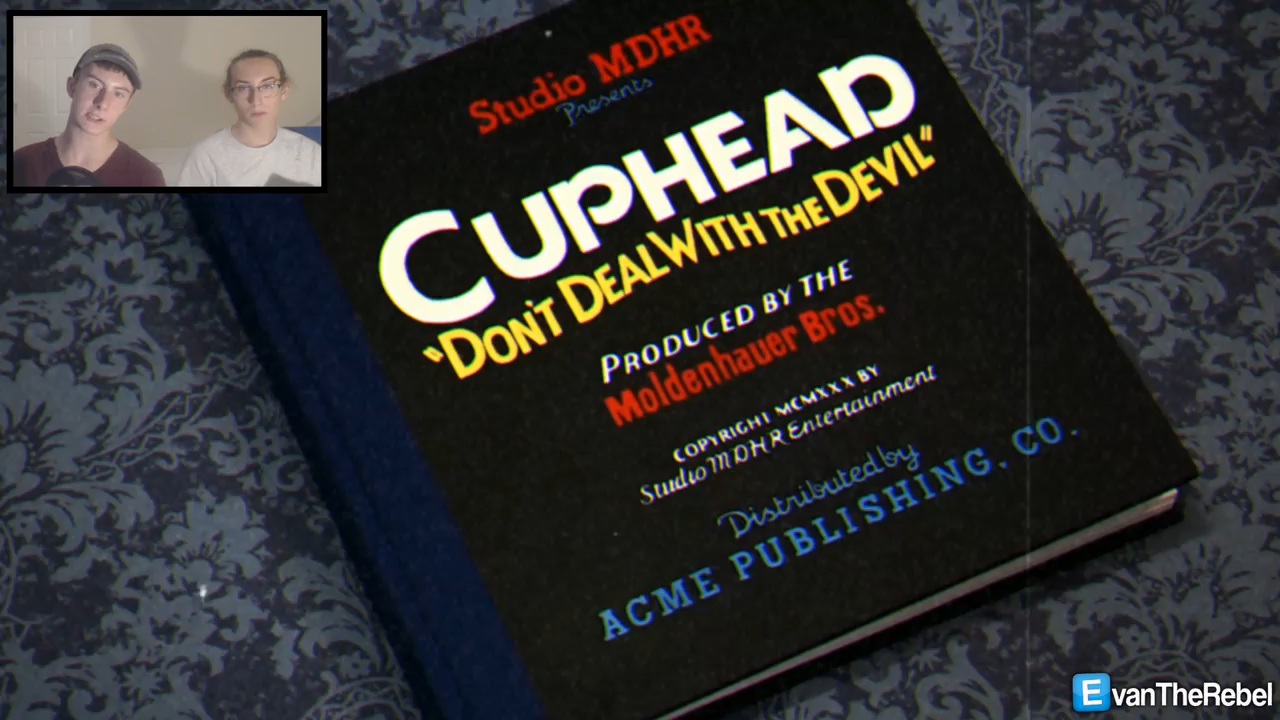 Studio MDHR
Presents
CUPHEAD
"DON'T DEAL WITH THE DEVIL"
PRODUCED BY THE
Moldenhauer Bros.
COPYRIGHT MCMXXX BY
Studio MDHR Entertainment
Distributed by
ACME PUBLISHING. CO.
EvanTheRebel